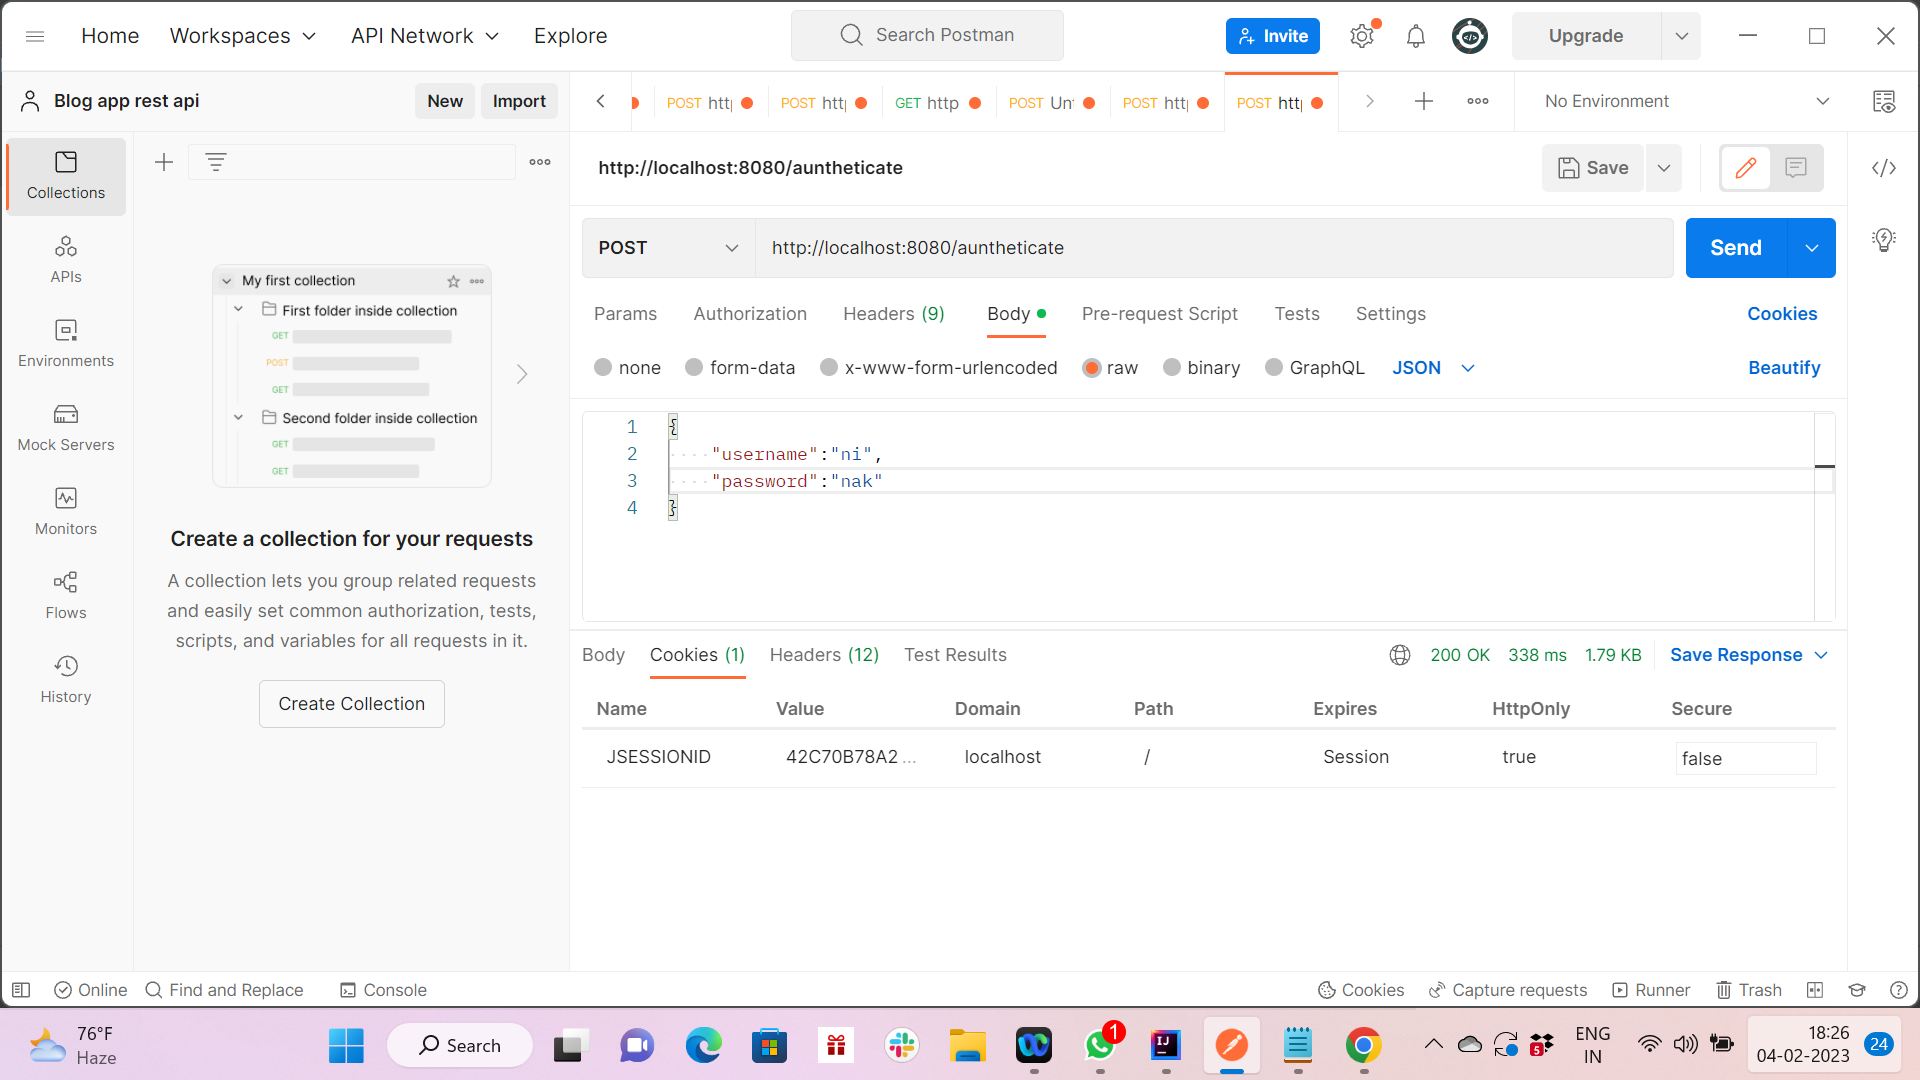 Home
Workspaces
API Network
Explore
Search Postman
Invite
Upgrade
Blog app rest api
New
Import
POST htt
POST htt
GET http
POST Un
POST htt
POST htt
No Environment
Collections
APIs
Environments
Mock Servers
Monitors
Flows
History
My first collection
First folder inside collection
GET
POST
GET
Second folder inside collection
GET
GET
Create a collection for your requests
A collection lets you group related requests
and easily set common authorization, tests,
scripts, and variables for all requests in it.
Create Collection
http://localhost:8080/auntheticate
Save
POST
http://localhost:8080/auntheticate
Send
Params
Authorization
Headers (9)
Body
Pre-request Script
Tests
Settings
Cookies
none
form-data
x-www-form-urlencoded
raw
binary
GraphQL
JSON
Beautify
1 {
2 "username":"ni",
3 "password":"nak"
4 }
Body
Cookies (1)
Headers (12)
Test Results
200 OK
338 ms
1.79 KB
Save Response
Name Value Domain Path Expires HttpOnly Secure
JSESSIONID 42C70B78A2... localhost / Session true false
Online
Find and Replace
Console
Cookies
Capture requests
Runner
Trash
76°F
Haze
Search
1
IJ
5
ENG
IN
18:26
04-02-2023
24